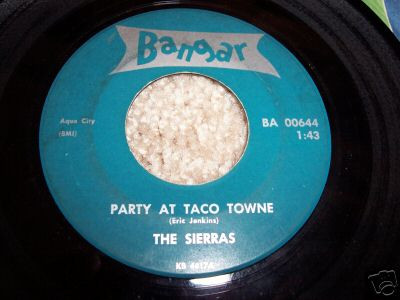 Bangar
Aqua City
(BMI)
BA 00644
1:43
PARTY AT TACO TOWNE
(Eric Jenkins)
THE SIERRAS